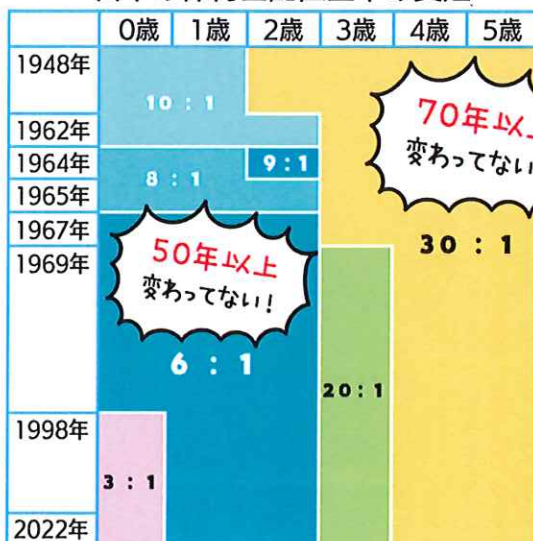 0歳 1歳 2歳 3歳 4歳 5歳
1948年
10 : 1
70年以
変わってない
1962年
1964年
9:1
8 : 1
1965年
1967年
30 : 1
1969年
50年以上
変わってない!
6 : 1
20:1
1998年
3 : 1
2022年